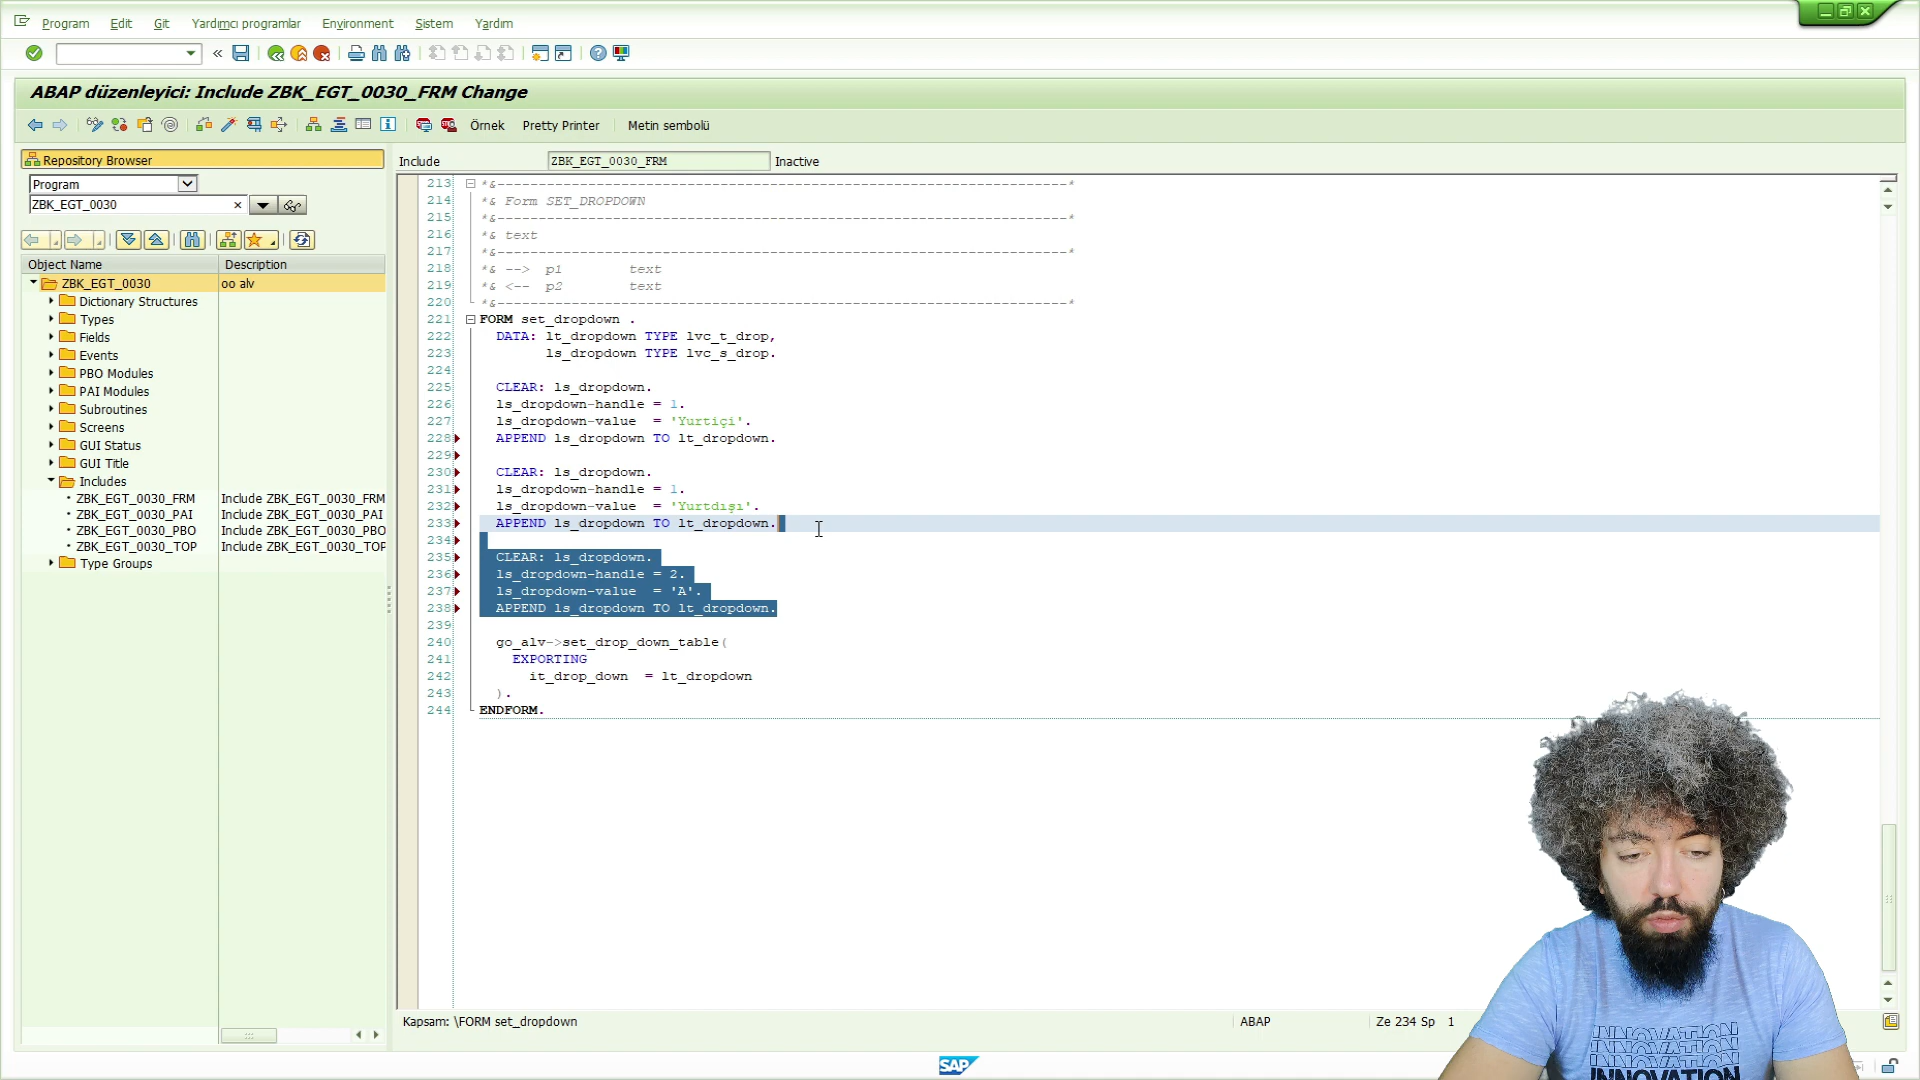 Program Edit Git Yardımcı programlar Environment Sistem Yardım
ABAP düzenleyici: Include ZBK_EGT_0030_FRM Change
Örnek Pretty Printer Metin sembolü
Repository Browser
Program
ZBK_EGT_0030
Object Name Description
ZBK_EGT_0030 oo alv
Dictionary Structures
Types
Fields
Events
PBO Modules
PAI Modules
Subroutines
Screens
GUI Status
GUI Title
Includes
ZBK_EGT_0030_FRM Include ZBK_EGT_0030_FRM
ZBK_EGT_0030_PAI Include ZBK_EGT_0030_PAI
ZBK_EGT_0030_PBO Include ZBK_EGT_0030_PBO
ZBK_EGT_0030_TOP Include ZBK_EGT_0030_TOP
Type Groups
Include ZBK_EGT_0030_FRM Inactive
213 *&---------------------------------------------------------------------*
214 *& Form SET_DROPDOWN
215 *&---------------------------------------------------------------------*
216 *& text
217 *&---------------------------------------------------------------------*
218 *& --> p1 text
219 *& <-- p2 text
220 *&---------------------------------------------------------------------*
221 FORM set_dropdown .
222 DATA: lt_dropdown TYPE lvc_t_drop,
223 ls_dropdown TYPE lvc_s_drop.
224
225 CLEAR: ls_dropdown.
226 ls_dropdown-handle = 1.
227 ls_dropdown-value = 'Yurtiçi'.
228 APPEND ls_dropdown TO lt_dropdown.
229
230 CLEAR: ls_dropdown.
231 ls_dropdown-handle = 1.
232 ls_dropdown-value = 'Yurtdışı'.
233 APPEND ls_dropdown TO lt_dropdown.
234
235 CLEAR: ls_dropdown.
236 ls_dropdown-handle = 2.
237 ls_dropdown-value = 'A'.
238 APPEND ls_dropdown TO lt_dropdown.
239
240 go_alv->set_drop_down_table(
241 EXPORTING
242 it_drop_down = lt_dropdown
243 ).
244 ENDFORM.
Kapsam: \FORM set_dropdown ABAP Ze 234 Sp 1
SAP
INNOVATION
INNOVATION
INNOVATION
INNOVATION